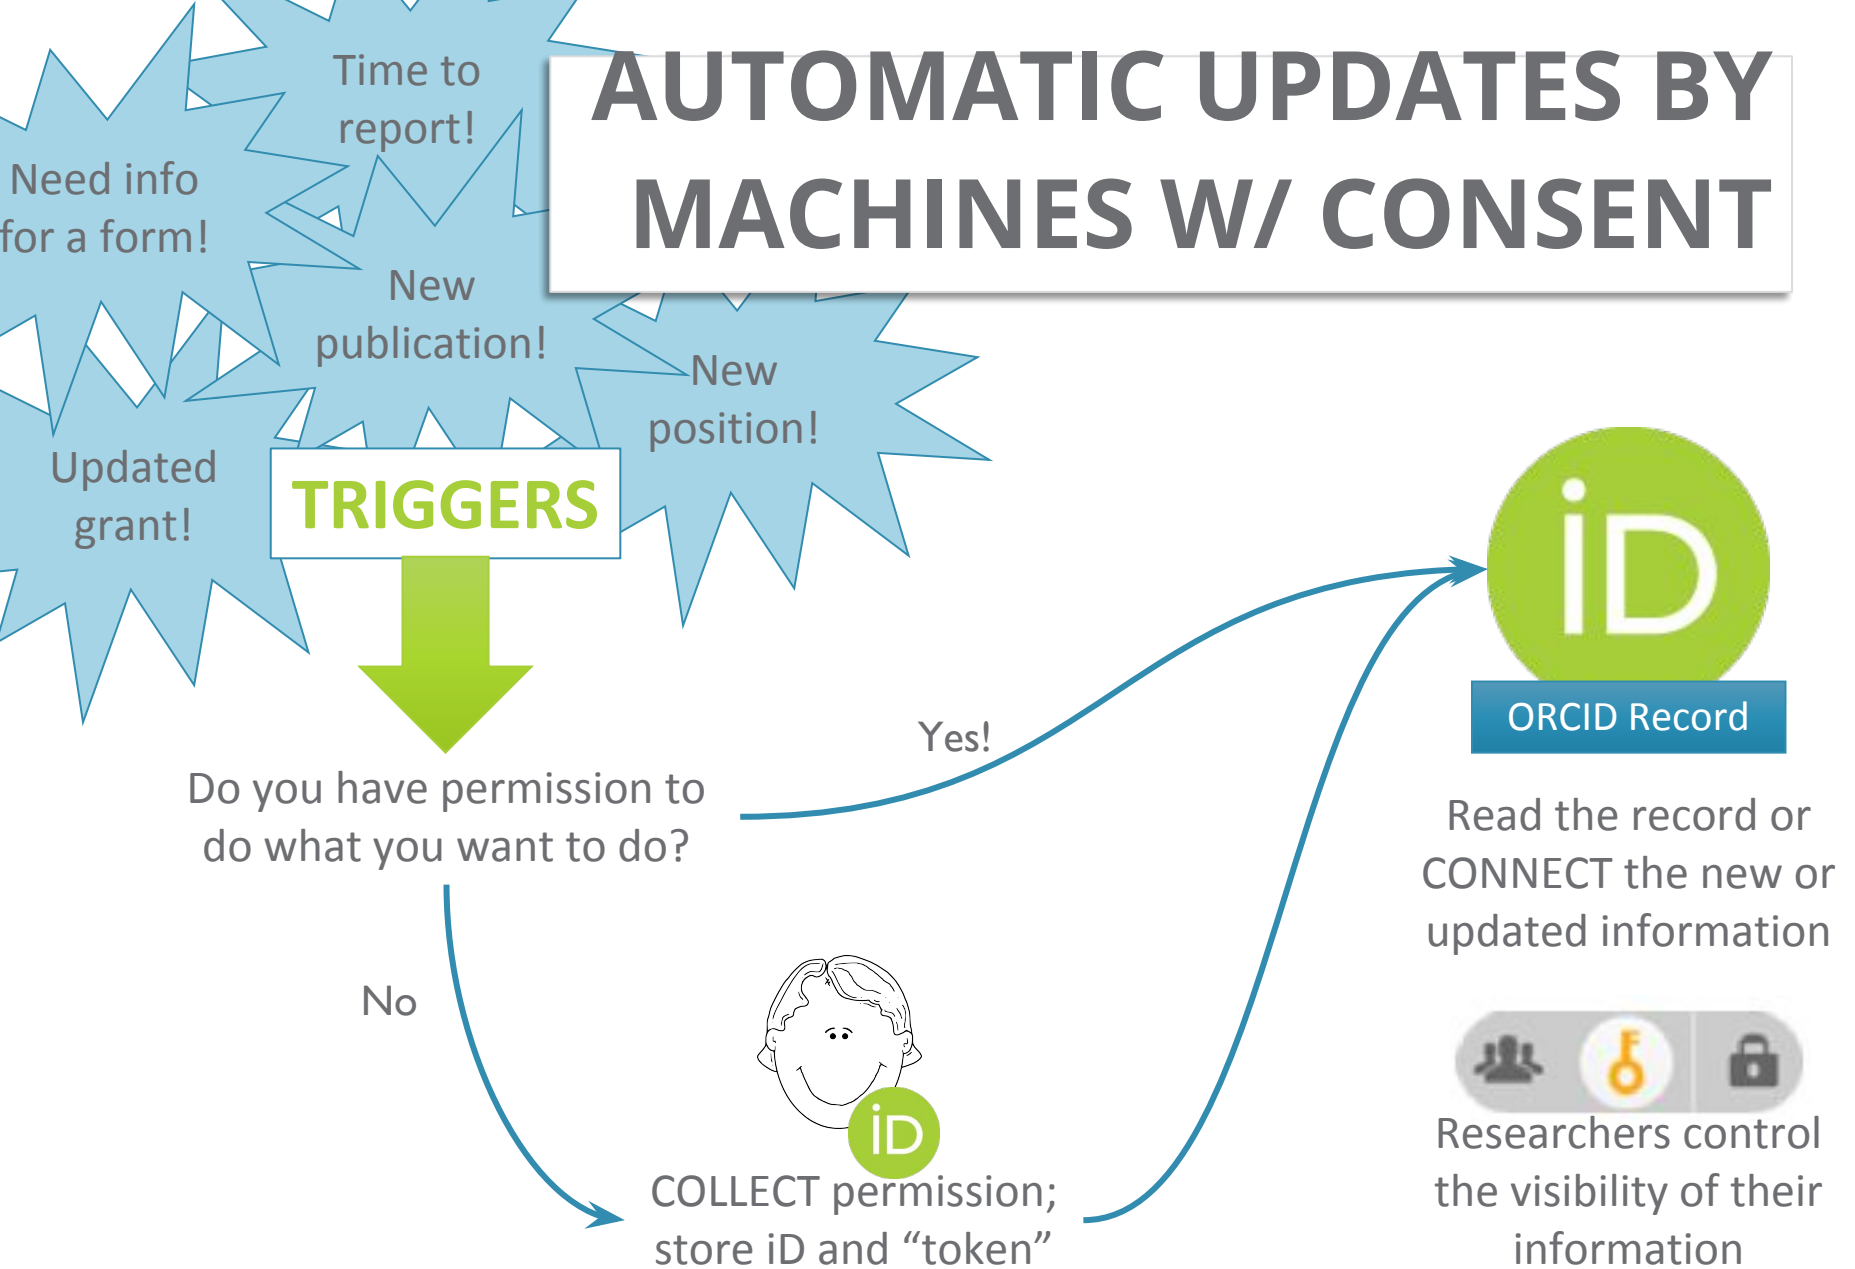 AUTOMATIC UPDATES BY
MACHINES W/ CONSENT
Time to
report!
Need info
for a form!
New
publication!
New
position!
Updated
grant!
TRIGGERS
Do you have permission to
do what you want to do?
Yes!
No
iD
COLLECT permission;
store iD and “token”
iD
ORCID Record
Read the record or
CONNECT the new or
updated information
Researchers control
the visibility of their
information